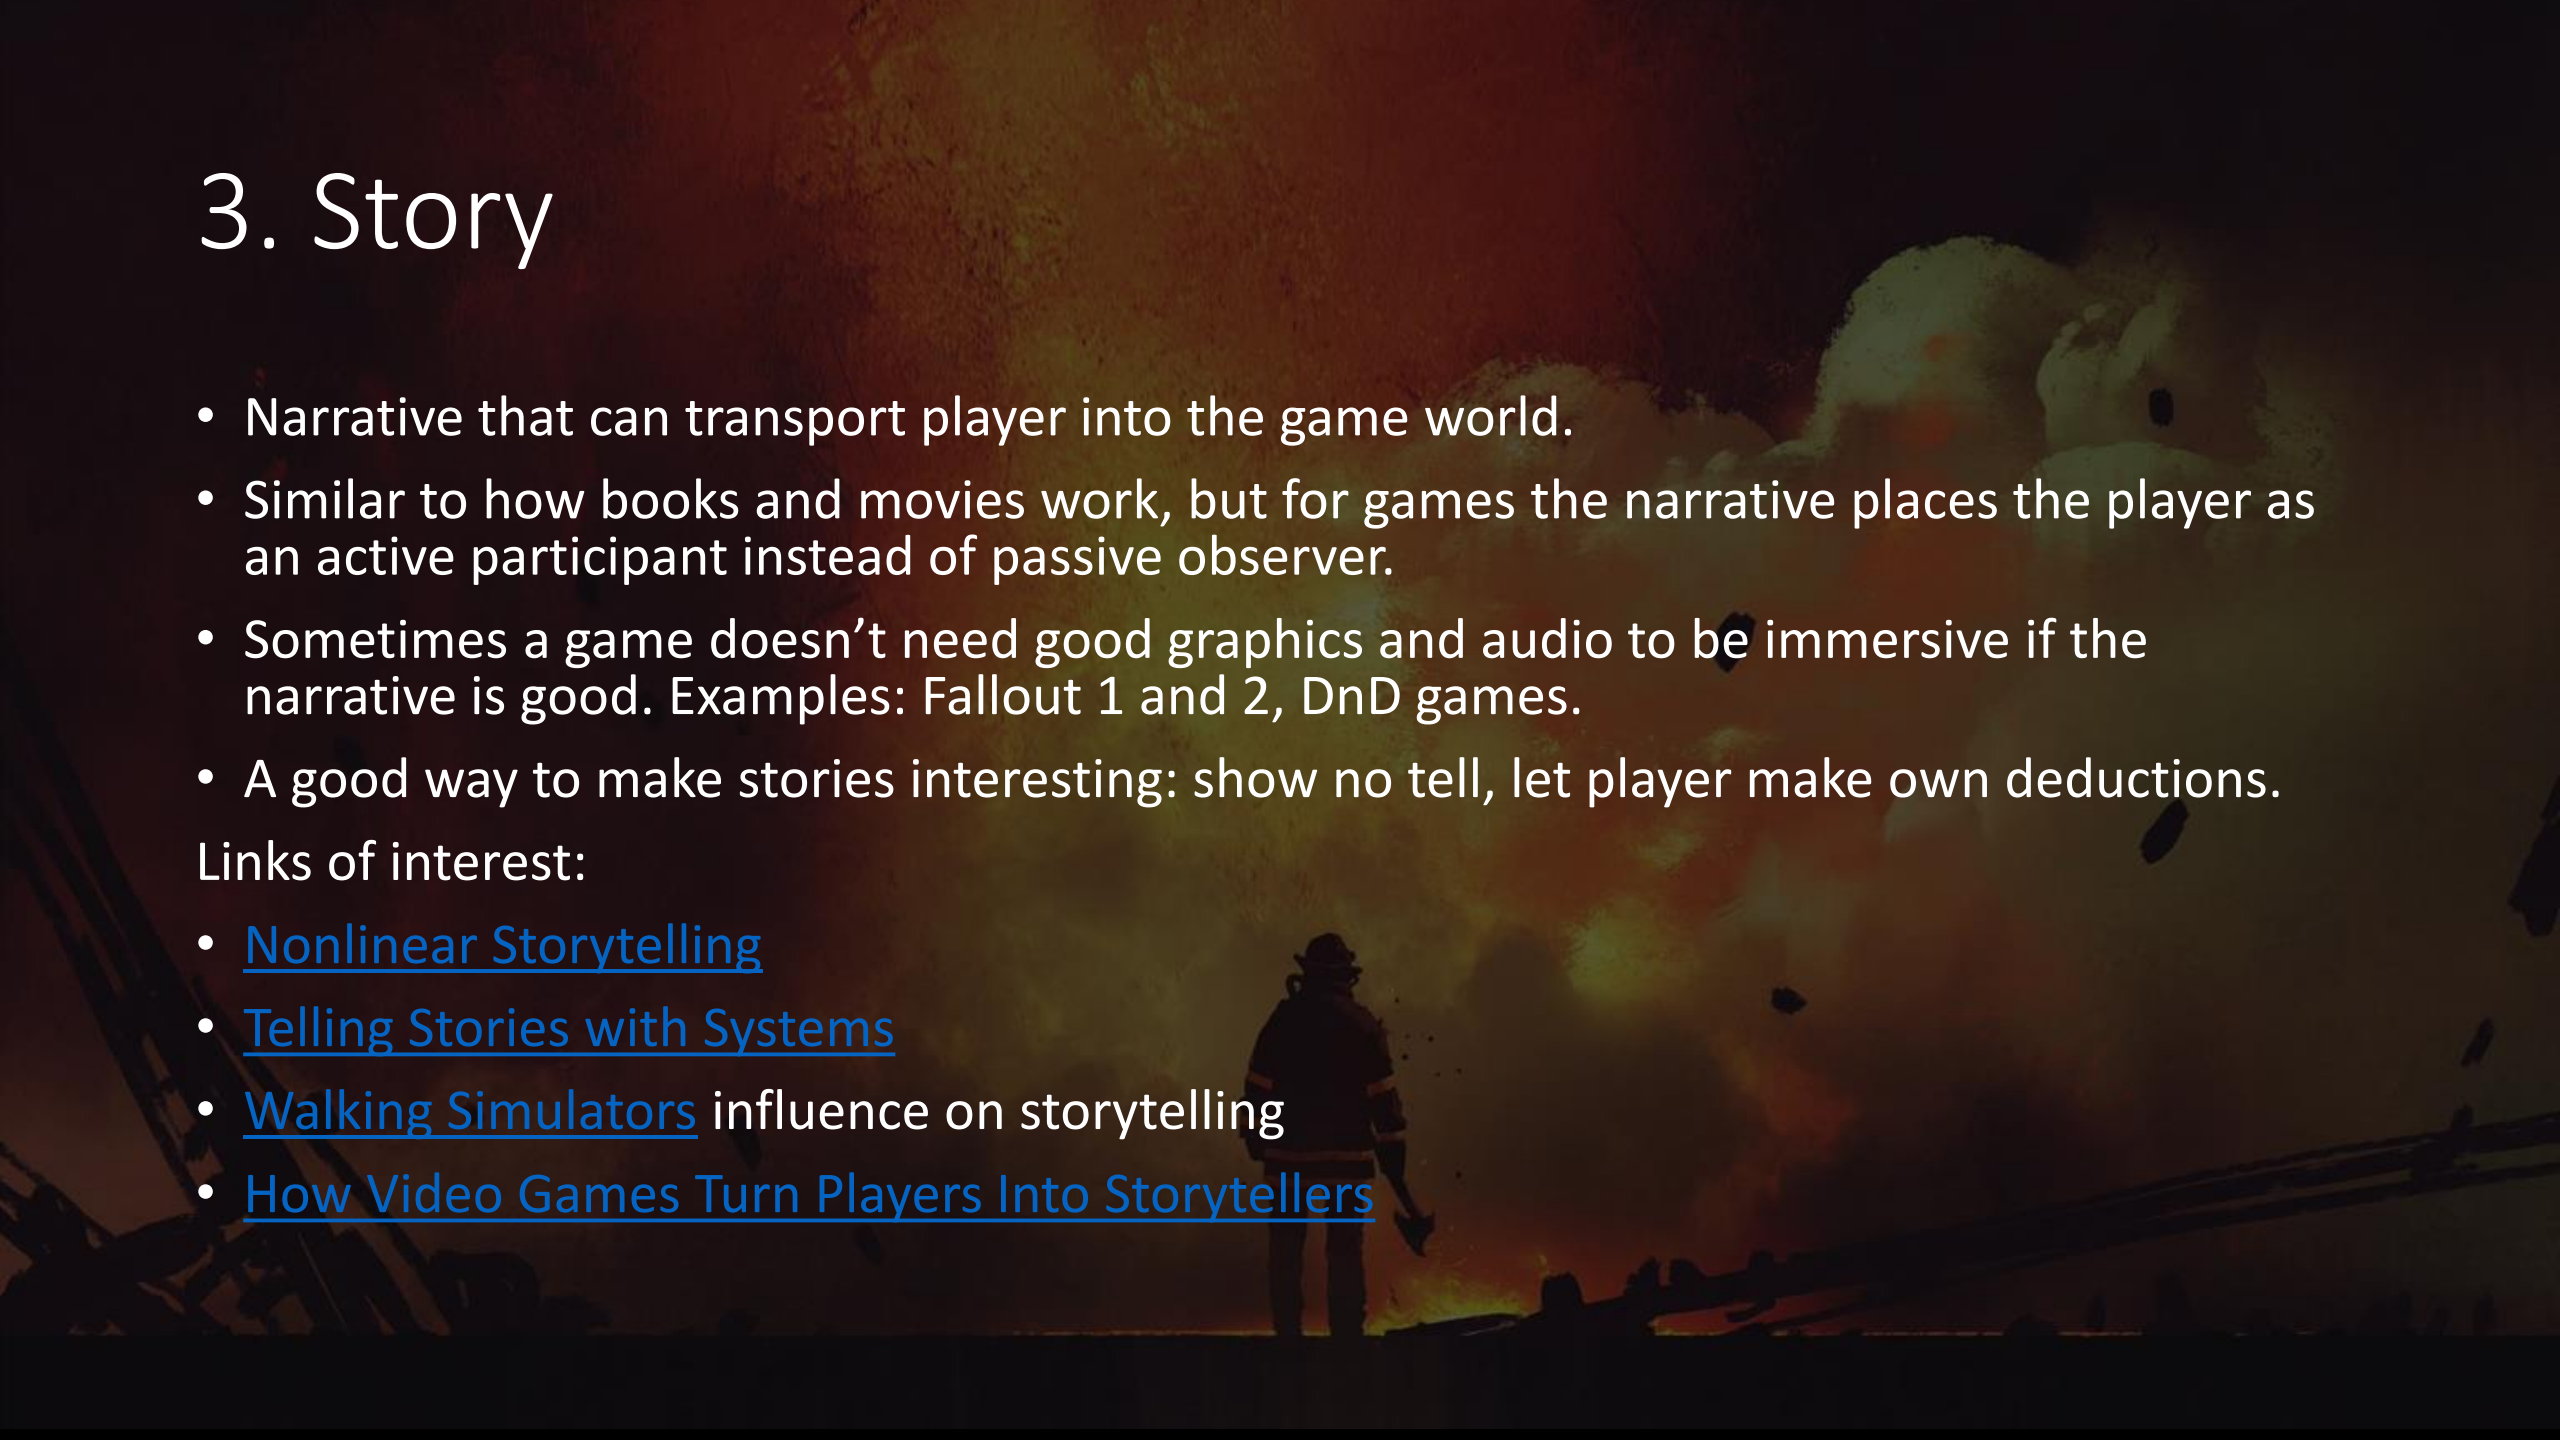 3. Story
• Narrative that can transport player into the game world.
• Similar to how books and movies work, but for games the narrative places the player as
an active participant instead of passive observer.
• Sometimes a game doesn’t need good graphics and audio to be immersive if the
narrative is good. Examples: Fallout 1 and 2, DnD games.
• A good way to make stories interesting: show no tell, let player make own deductions.
Links of interest:
• Nonlinear Storytelling
• Telling Stories with Systems
• Walking Simulators influence on storytelling
• How Video Games Turn Players Into Storytellers